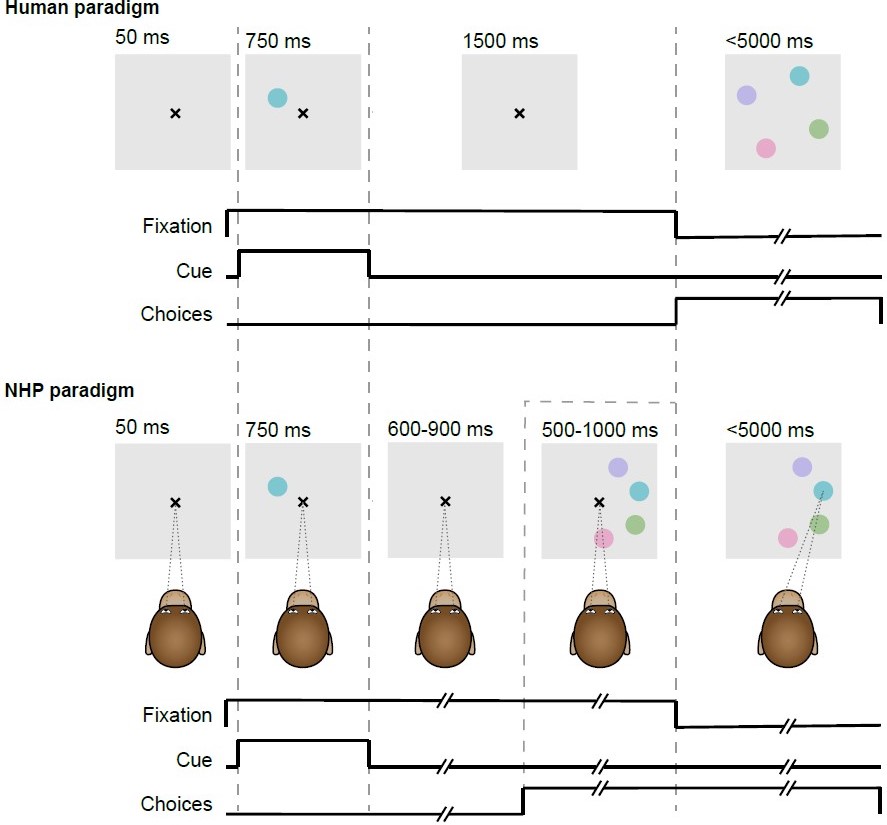 Human paradigm
50 ms
750 ms
1500 ms
<5000 ms
Fixation
Cue
Choices
NHP paradigm
50 ms
750 ms
600-900 ms
500-1000 ms
<5000 ms
Fixation
Cue
Choices